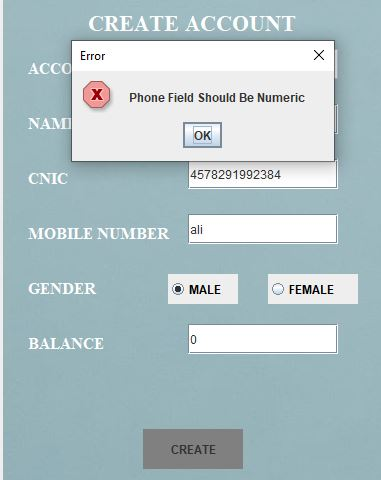 CREATE ACCOUNT
Error
Phone Field Should Be Numeric
OK
CNIC
4578291992384
MOBILE NUMBER
ali
GENDER
MALE
FEMALE
BALANCE
0
CREATE